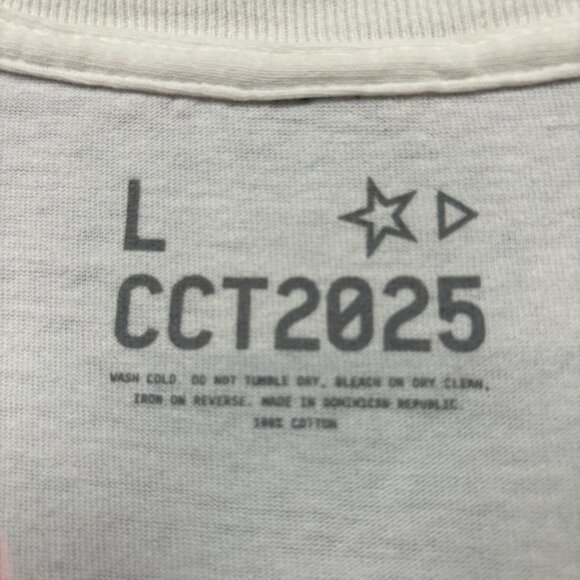 L
CCT2025
WASH COLD. DO NOT TUMBLE DRY, BLEACH OR DRY CLEAN,
IRON ON REVERSE. MADE IN DOMINICAN REPUBLIC.
100% COTTON